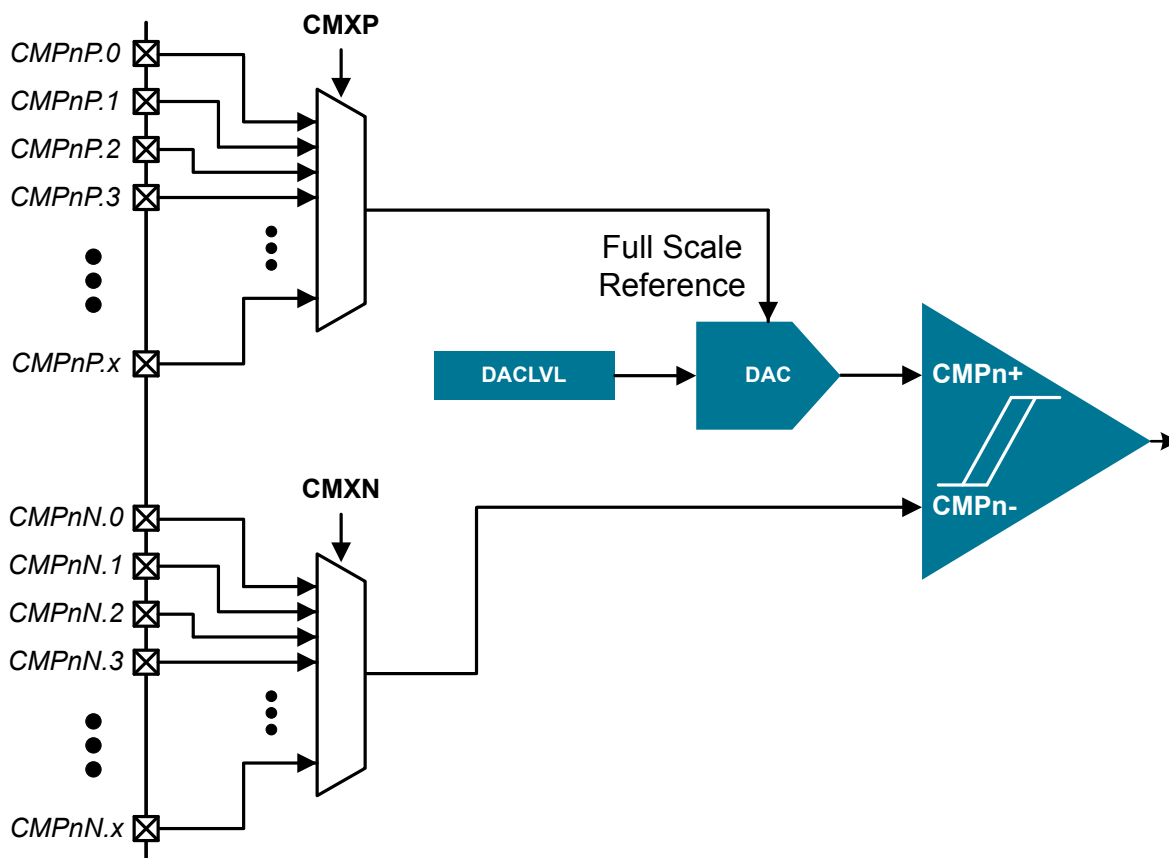 CMXP
CMPnP.0
CMPnP.1
CMPnP.2
CMPnP.3
CMPnP.x
Full Scale
Reference
DACLVL
DAC
CMPn+
CMPn-
CMXN
CMPnN.0
CMPnN.1
CMPnN.2
CMPnN.3
CMPnN.x